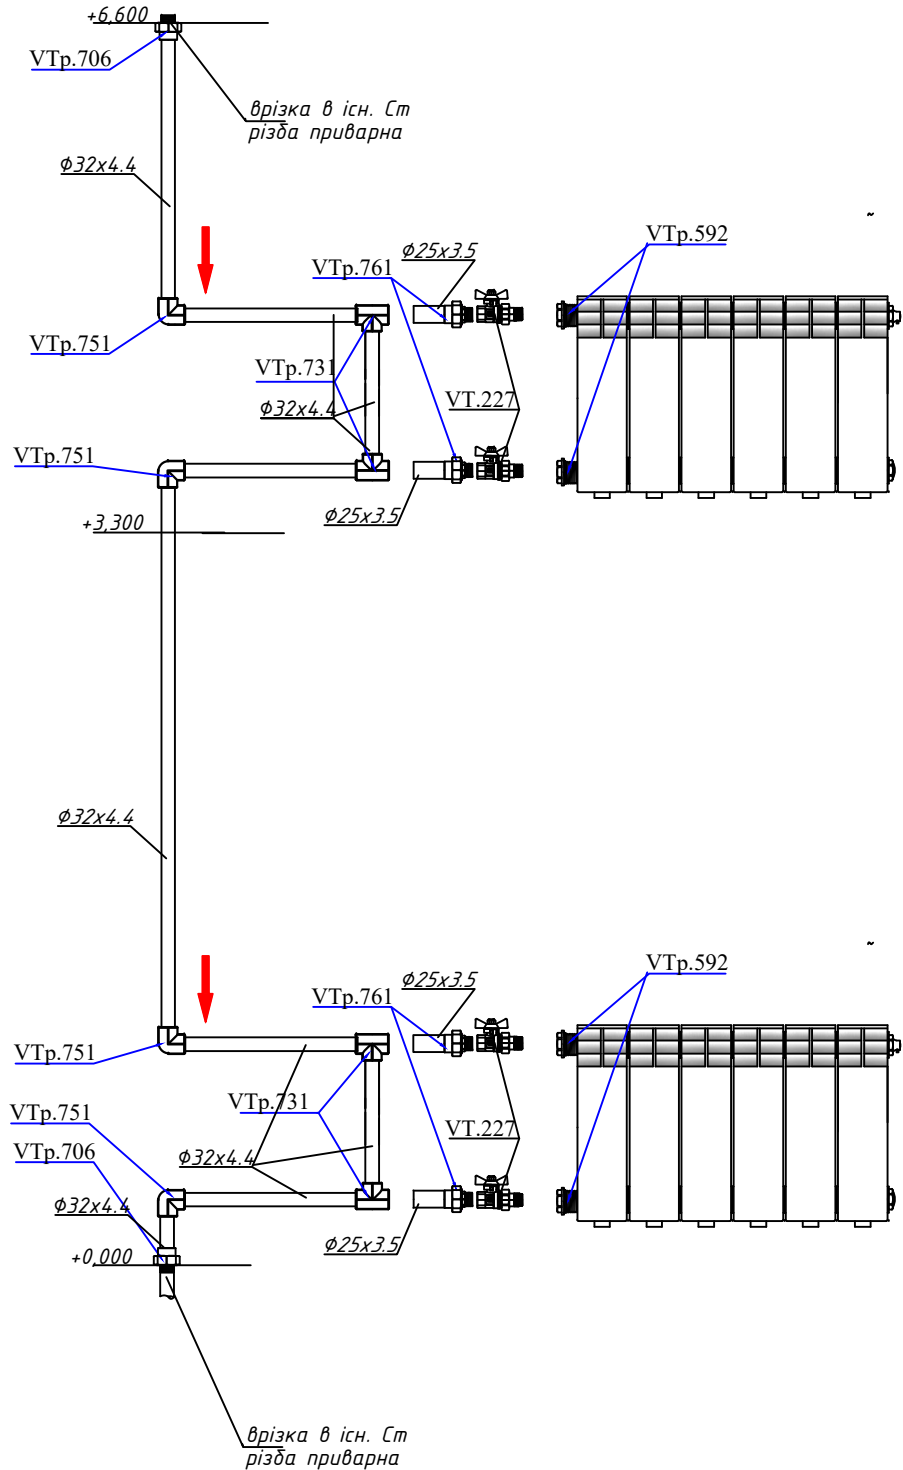 +6,600
VTp.706
врізка в існ. Ст
різба приварна
Ф32х4.4
VTp.592
Ф25х3.5
VTp.761
VTp.751
VTp.731
VT.227
Ф32х4.4
VTp.751
Ф25х3.5
+3,300
Ф32х4.4
VTp.592
Ф25х3.5
VTp.761
VTp.751
VTp.731
VTp.751
VT.227
VTp.706
Ф32х4.4
Ф32х4.4
Ф25х3.5
+0,000
врізка в існ. Ст
різба приварна